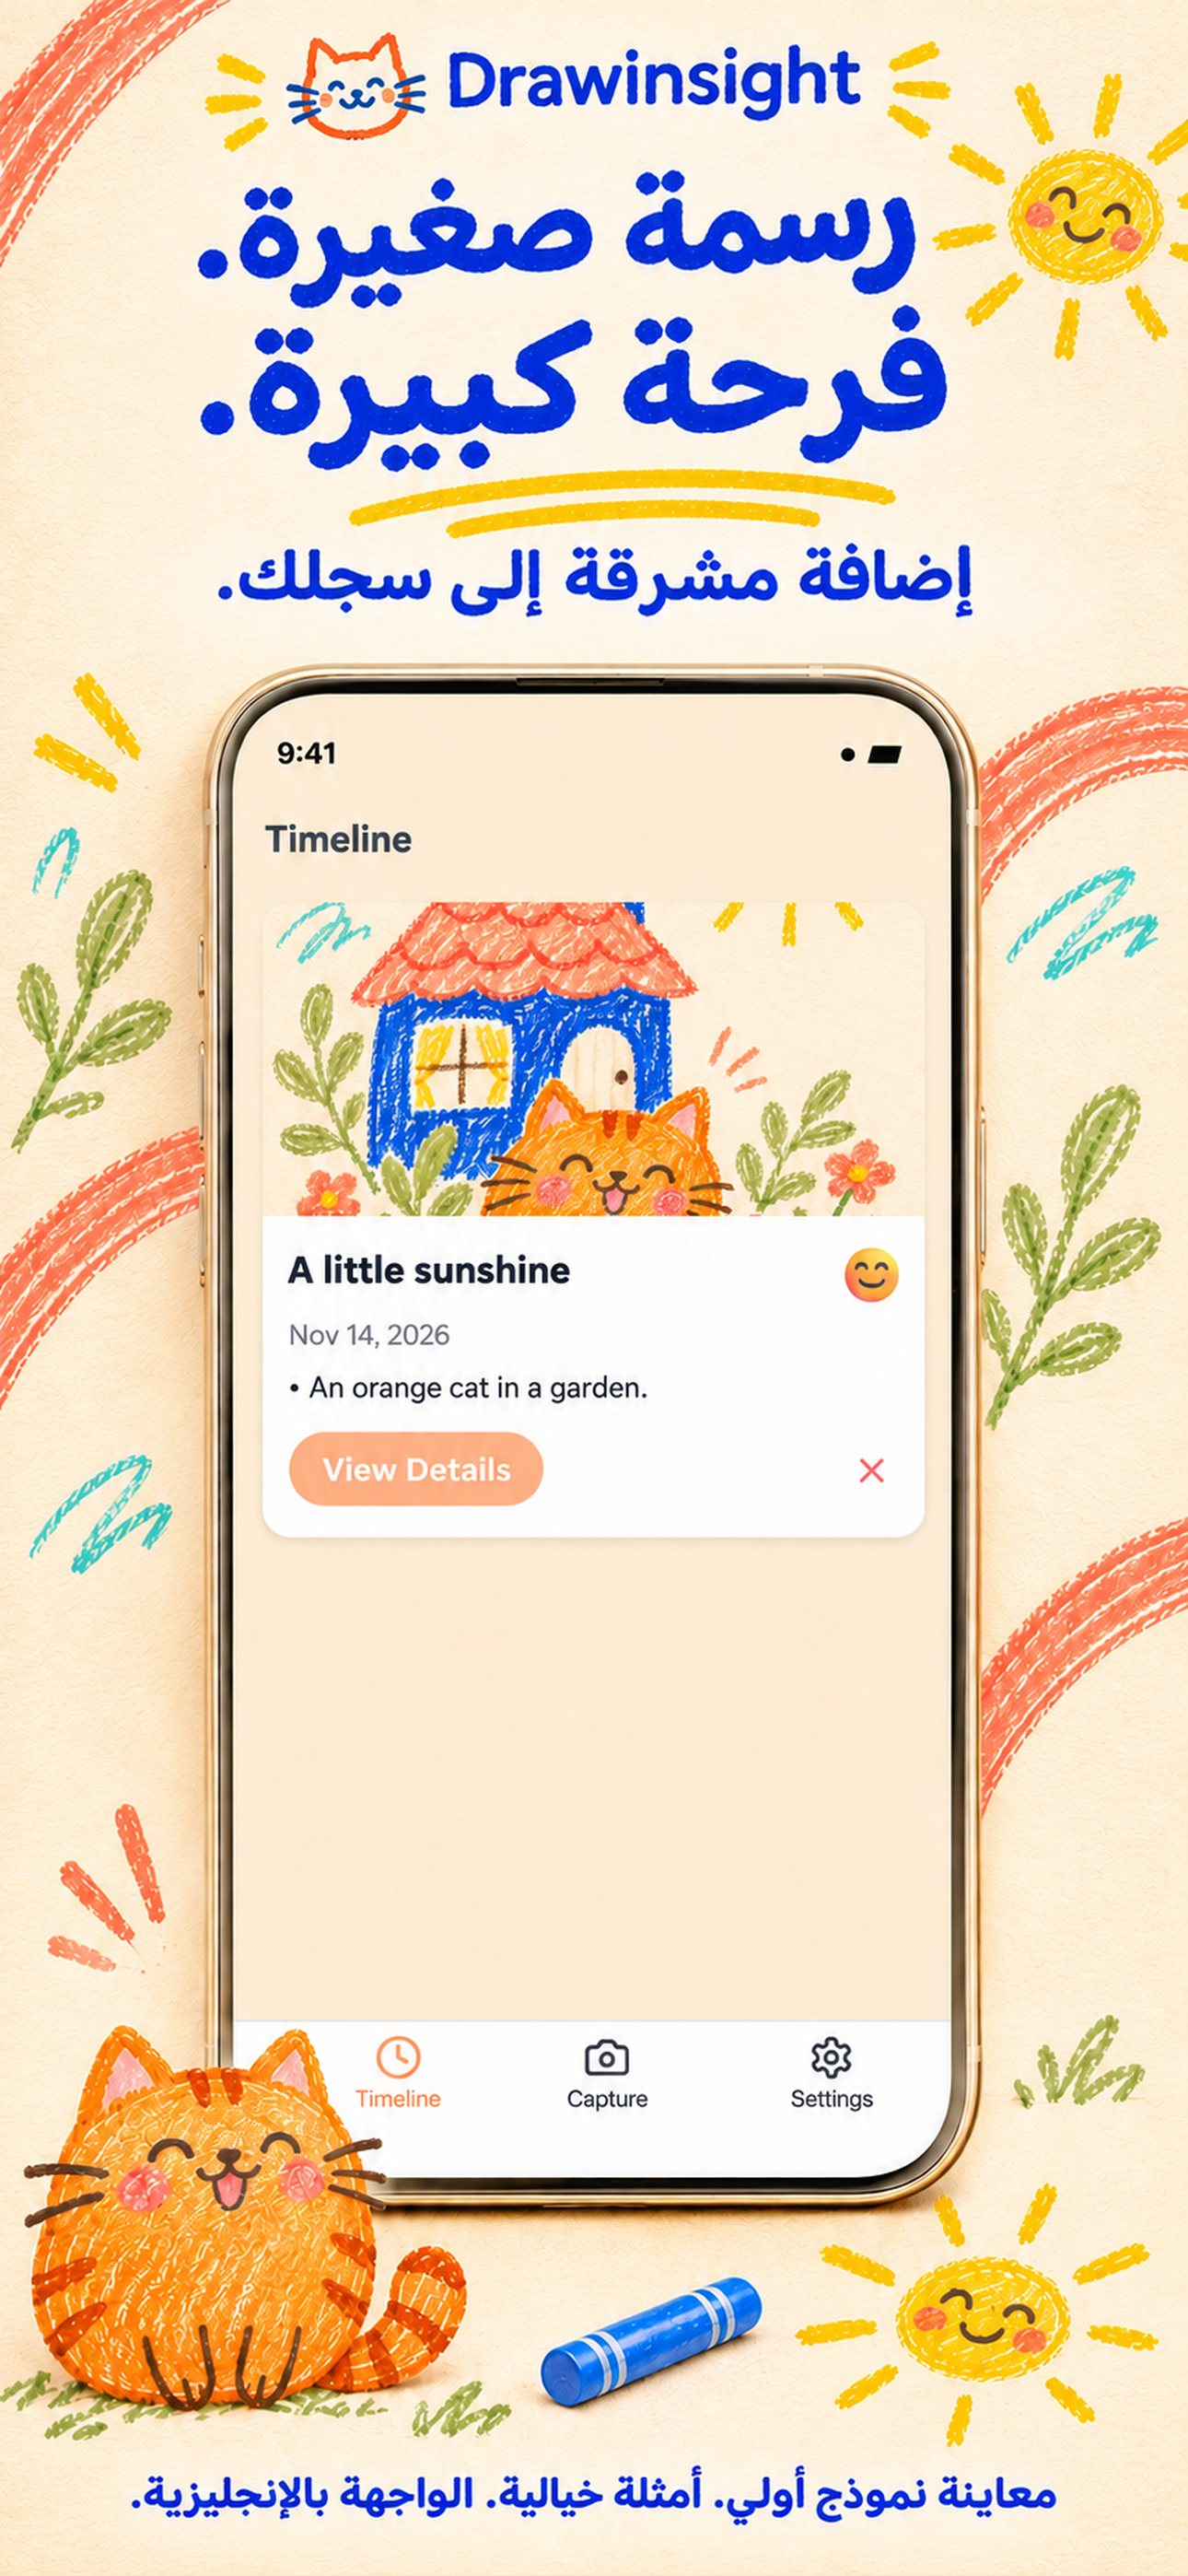 Drawinsight
رسمة صغيرة.
فرحة كبيرة.
إضافة مشرقة إلى سجلك.
9:41
Timeline
A little sunshine
Nov 14, 2026
• An orange cat in a garden.
View Details
Timeline
Capture
Settings
معاينة نموذج أولي. أمثلة خيالية. الواجهة بالإنجليزية.